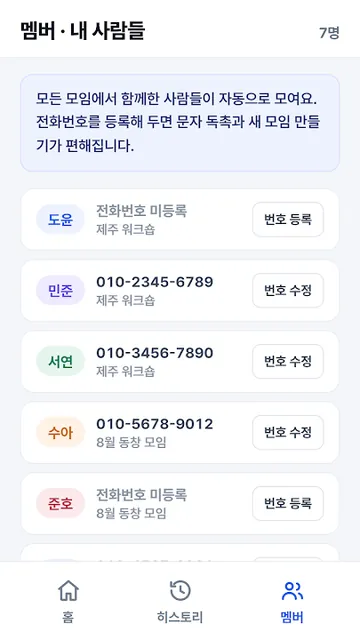 멤버 · 내 사람들
7명
모든 모임에서 함께한 사람들이 자동으로 모여요.
전화번호를 등록해 두면 문자 독촉과 새 모임 만들
기가 편해집니다.
도윤
전화번호 미등록
제주 워크숍
번호 등록
민준
010-2345-6789
제주 워크숍
번호 수정
서연
010-3456-7890
제주 워크숍
번호 수정
수아
010-5678-9012
8월 동창 모임
번호 수정
준호
전화번호 미등록
8월 동창 모임
번호 등록
홈
히스토리
멤버